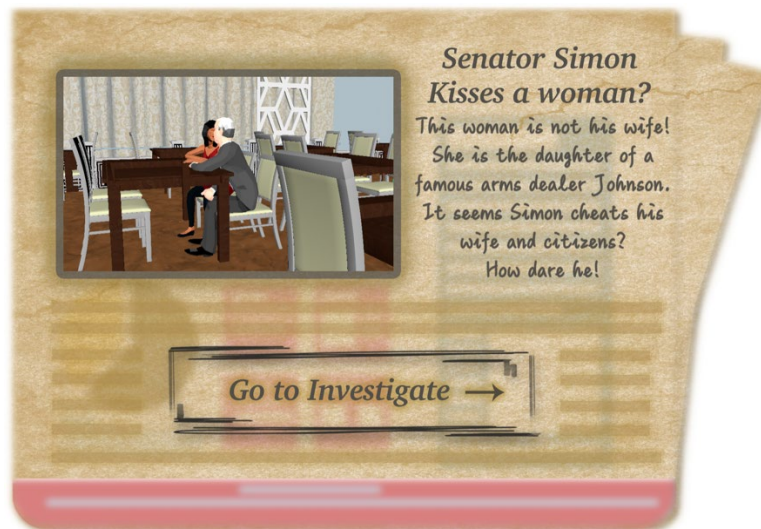 Senator Simon
Kisses a woman?
This woman is not his wife!
She is the daughter of a
famous arms dealer Johnson.
It seems Simon cheats his
wife and citizens?
How dare he!
Go to Investigate →